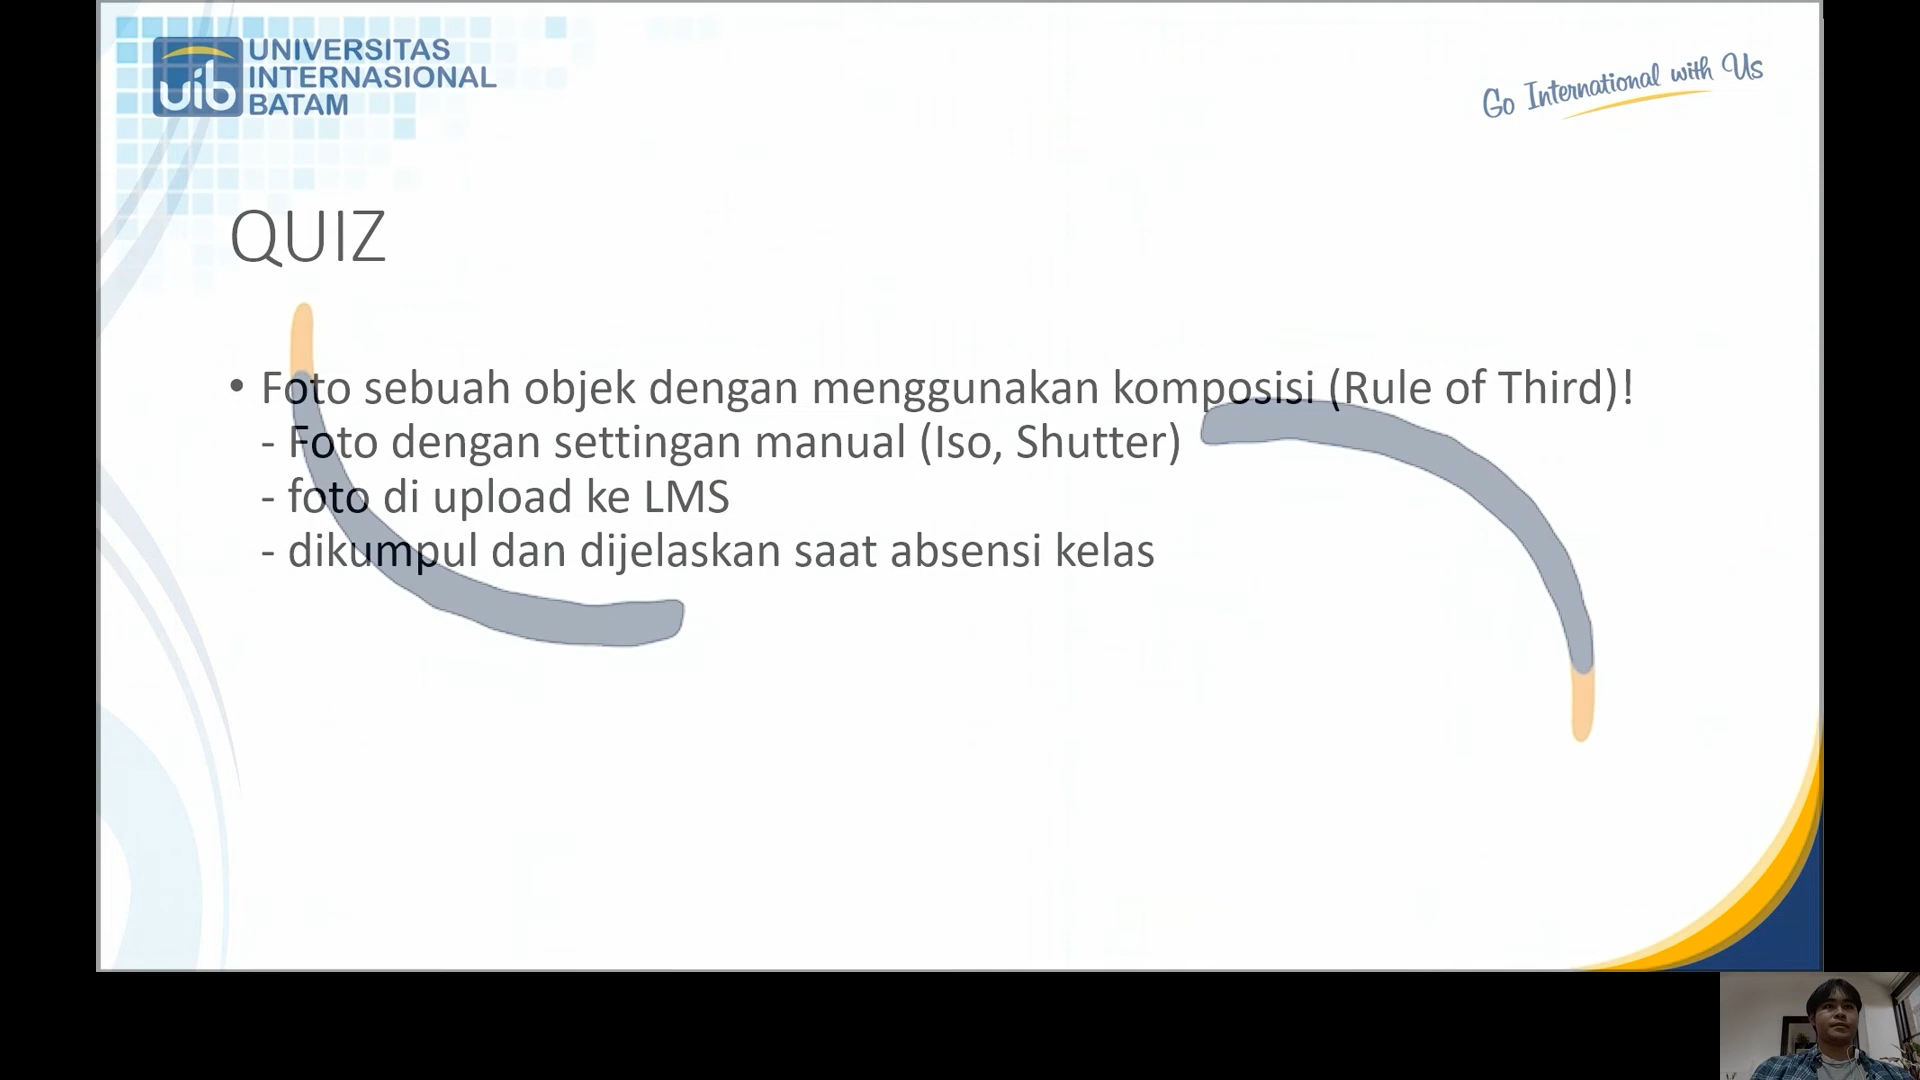 uib
UNIVERSITAS
INTERNASIONAL
BATAM
Go International with Us
QUIZ
• Foto sebuah objek dengan menggunakan komposisi (Rule of Third)!
- Foto dengan settingan manual (Iso, Shutter)
- foto di upload ke LMS
- dikumpul dan dijelaskan saat absensi kelas